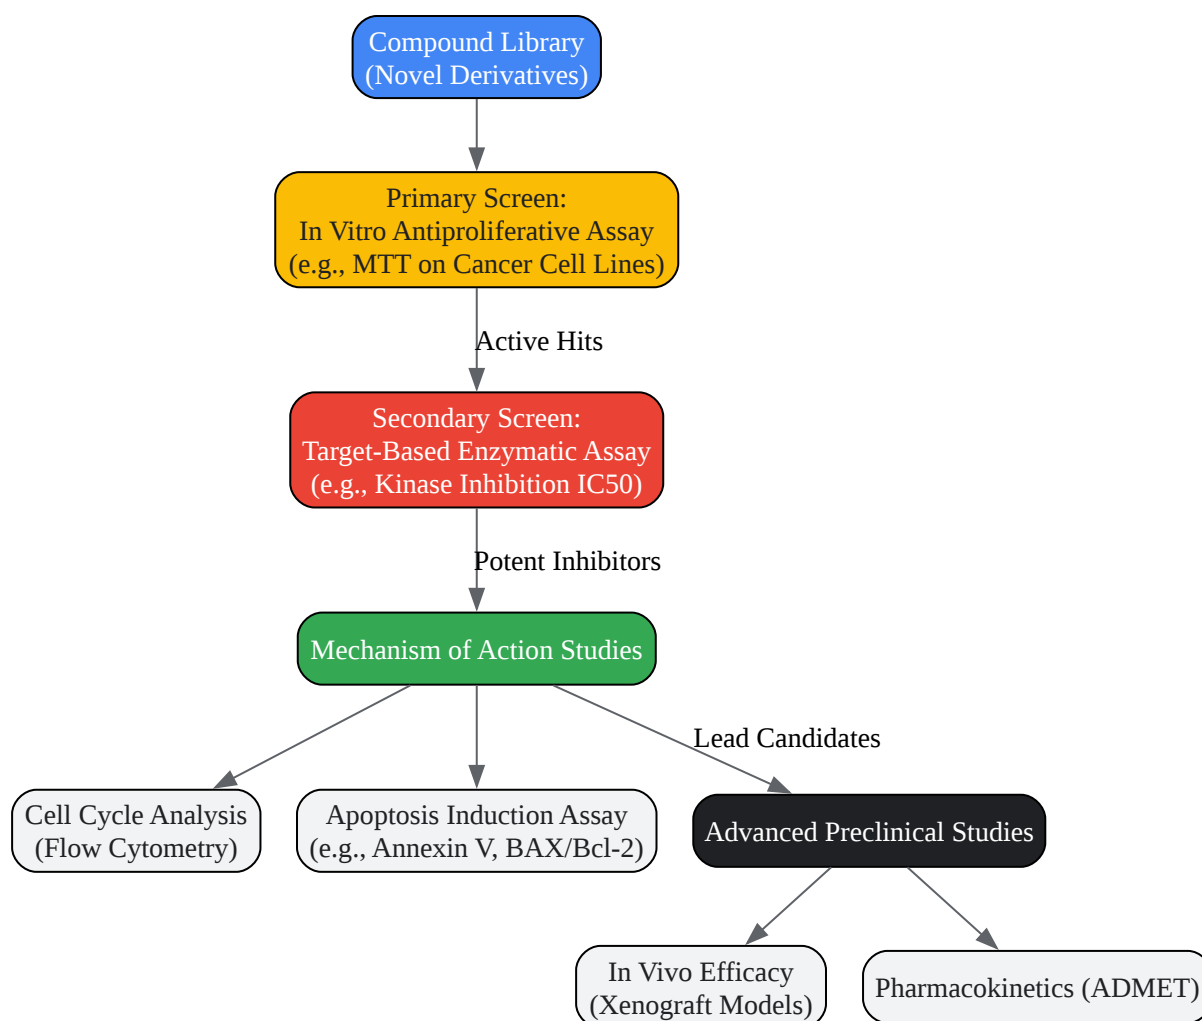 Compound Library
(Novel Derivatives)
Primary Screen:
In Vitro Antiproliferative Assay
(e.g., MTT on Cancer Cell Lines)
Active Hits
Secondary Screen:
Target-Based Enzymatic Assay
(e.g., Kinase Inhibition IC50)
Potent Inhibitors
Mechanism of Action Studies
Lead Candidates
Cell Cycle Analysis
(Flow Cytometry)
Apoptosis Induction Assay
(e.g., Annexin V, BAX/Bcl-2)
Advanced Preclinical Studies
In Vivo Efficacy
(Xenograft Models)
Pharmacokinetics (ADMET)